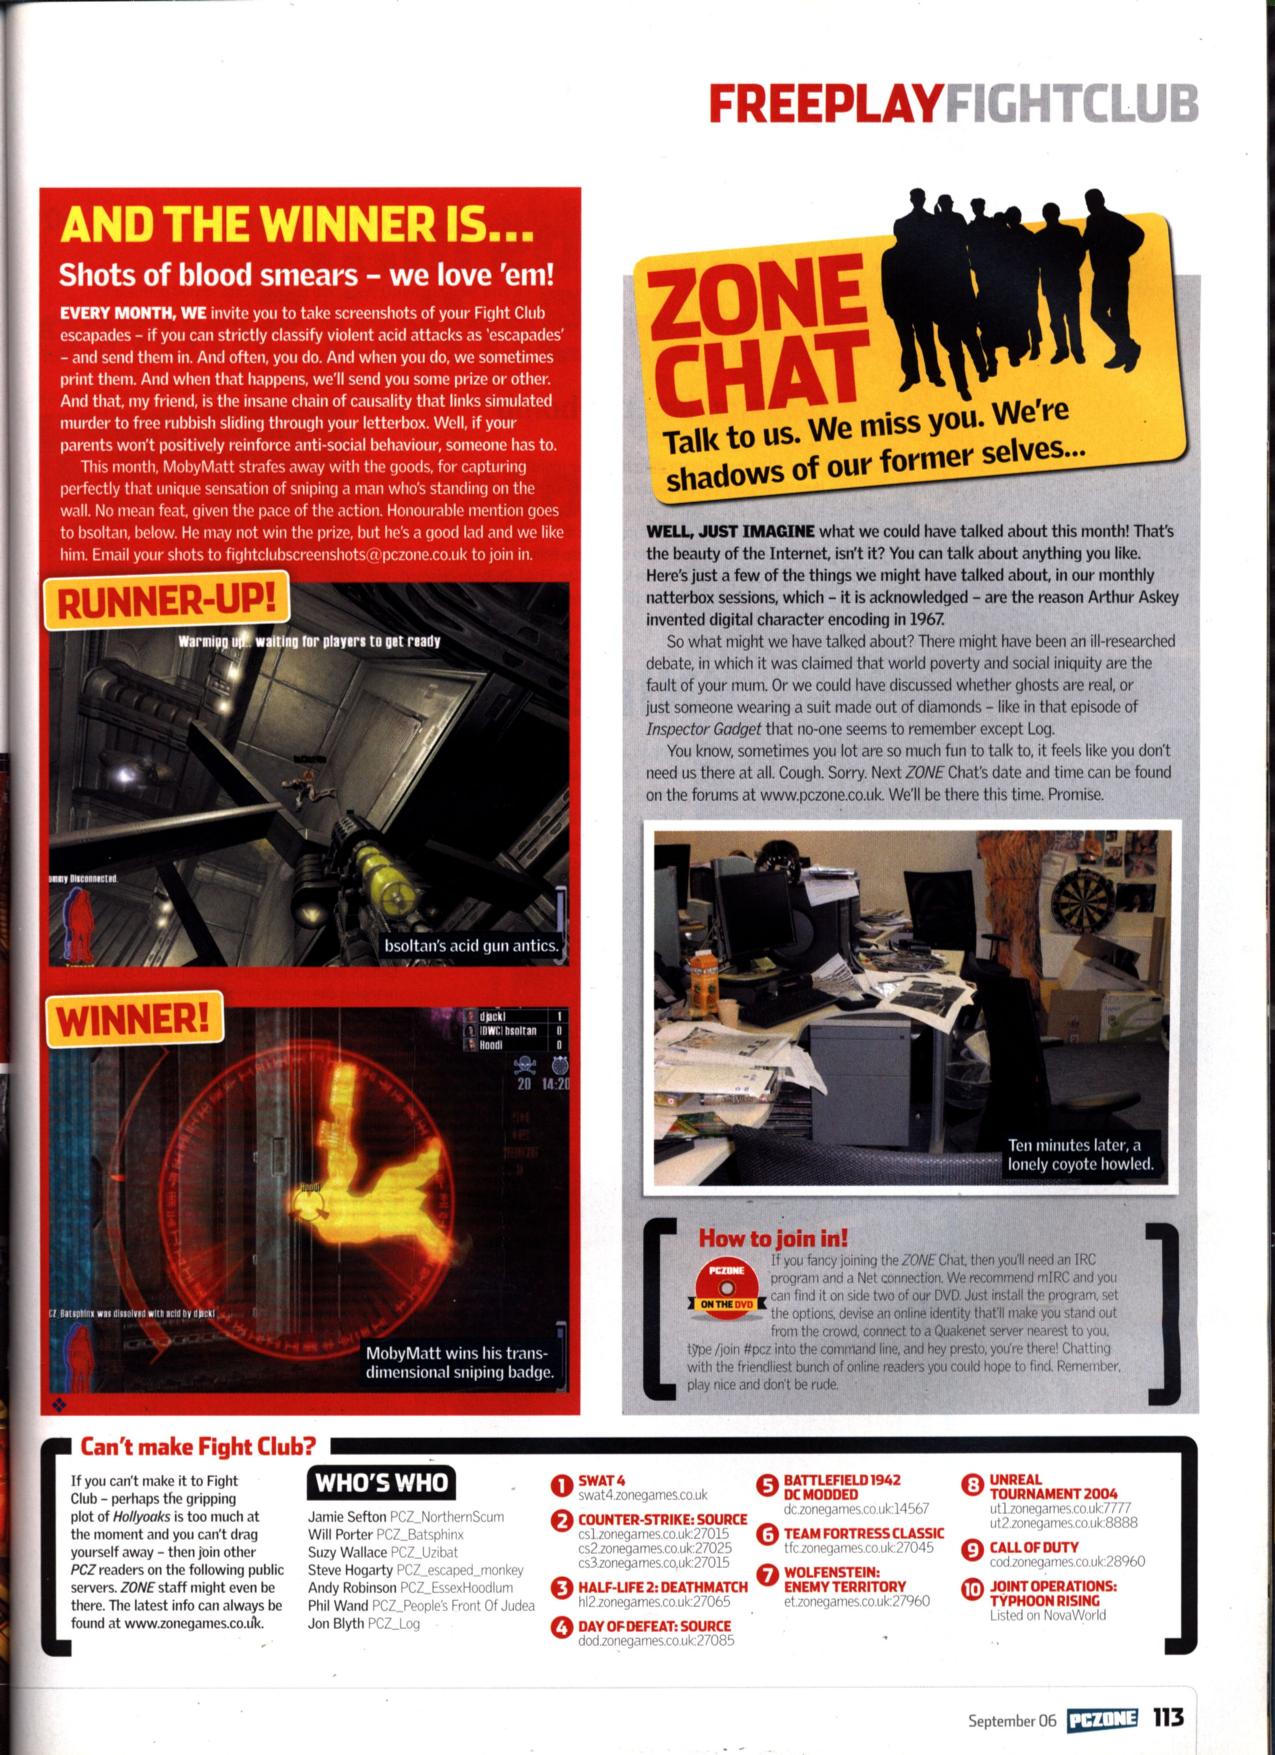 FREEPLAYFIGHTCLUB
AND THE WINNER IS...
Shots of blood smears – we love 'em!
EVERY MONTH, WE invite you to take screenshots of your Fight Club
escapades – if you can strictly classify violent acid attacks as 'escapades'
– and send them in. And often, you do. And when you do, we sometimes
print them. And when that happens, we'll send you some prize or other.
And that, my friend, is the insane chain of causality that links simulated
murder to free rubbish sliding through your letterbox. Well, if your
parents won't positively reinforce anti-social behaviour, someone has to.
This month, MobyMatt strafes away with the goods, for capturing
perfectly that unique sensation of sniping a man who's standing on the
wall. No mean feat, given the pace of the action. Honourable mention goes
to bsoltan, below. He may not win the prize, but he's a good lad and we like
him. Email your shots to fightclubscreenshots@pczone.co.uk to join in.
RUNNER-UP!
Warming up.. waiting for players to get ready
ommy Disconnected.
bsoltan's acid gun antics.
WINNER!
djackl 1
[DWC] bsoltan 0
Hoodi 0
20 14:20
Hoodi
CZ_Batsphinx was dissolved with acid by djackl
MobyMatt wins his trans-
dimensional sniping badge.
ZONE
CHAT
Talk to us. We miss you. We're
shadows of our former selves...
WELL, JUST IMAGINE what we could have talked about this month! That's
the beauty of the Internet, isn't it? You can talk about anything you like.
Here's just a few of the things we might have talked about, in our monthly
natterbox sessions, which – it is acknowledged – are the reason Arthur Askey
invented digital character encoding in 1967.
So what might we have talked about? There might have been an ill-researched
debate, in which it was claimed that world poverty and social iniquity are the
fault of your mum. Or we could have discussed whether ghosts are real, or
just someone wearing a suit made out of diamonds – like in that episode of
Inspector Gadget that no-one seems to remember except Log.
You know, sometimes you lot are so much fun to talk to, it feels like you don't
need us there at all. Cough. Sorry. Next ZONE Chat's date and time can be found
on the forums at www.pczone.co.uk. We'll be there this time. Promise.
Ten minutes later, a
lonely coyote howled.
How to join in!
PCZONE
ON THE DVD
If you fancy joining the ZONE Chat, then you'll need an IRC
program and a Net connection. We recommend mIRC and you
can find it on side two of our DVD. Just install the program, set
the options, devise an online identity that'll make you stand out
from the crowd, connect to a Quakenet server nearest to you,
type /join #pcz into the command line, and hey presto, you're there! Chatting
with the friendliest bunch of online readers you could hope to find. Remember,
play nice and don't be rude.
Can't make Fight Club?
If you can't make it to Fight
Club – perhaps the gripping
plot of Hollyoaks is too much at
the moment and you can't drag
yourself away – then join other
PCZ readers on the following public
servers. ZONE staff might even be
there. The latest info can always be
found at www.zonegames.co.uk.
WHO'S WHO
Jamie Sefton PCZ_NorthernScum
Will Porter PCZ_Batsphinx
Suzy Wallace PCZ_Uzibat
Steve Hogarty PCZ_escaped_monkey
Andy Robinson PCZ_EssexHoodlum
Phil Wand PCZ_People's Front Of Judea
Jon Blyth PCZ_Log
1 SWAT 4
swat4.zonegames.co.uk
2 COUNTER-STRIKE: SOURCE
cs1.zonegames.co.uk:27015
cs2.zonegames.co.uk:27025
cs3.zonegames.co.uk:27015
3 HALF-LIFE 2: DEATHMATCH
hl2.zonegames.co.uk:27065
4 DAY OF DEFEAT: SOURCE
dod.zonegames.co.uk:27085
5 BATTLEFIELD 1942
DC MODDED
dc.zonegames.co.uk:14567
6 TEAM FORTRESS CLASSIC
tfc.zonegames.co.uk:27045
7 WOLFENSTEIN:
ENEMY TERRITORY
et.zonegames.co.uk:27960
8 UNREAL
TOURNAMENT 2004
ut1.zonegames.co.uk:7777
ut2.zonegames.co.uk:8888
9 CALL OF DUTY
cod.zonegames.co.uk:28960
10 JOINT OPERATIONS:
TYPHOON RISING
Listed on NovaWorld
September 06 PCZONE 113